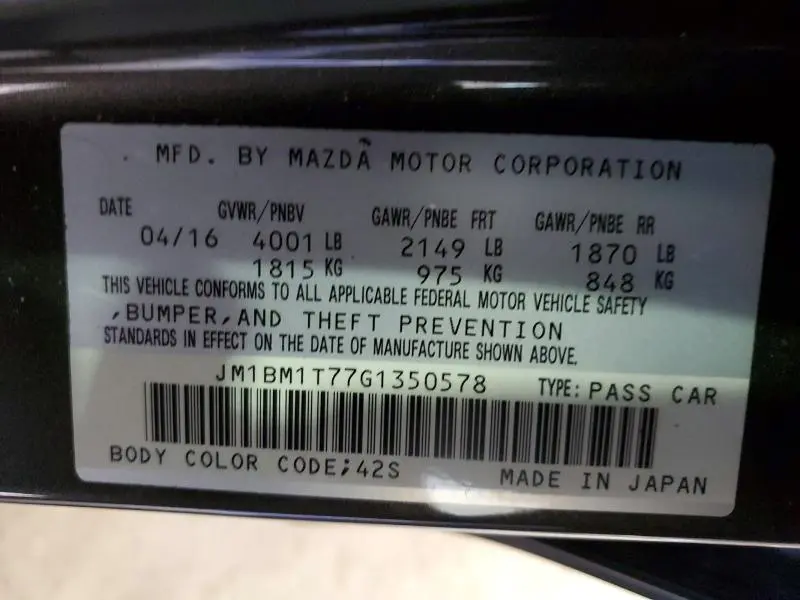 MFD. BY MAZDA MOTOR CORPORATION
DATE GVWR/PNBV GAWR/PNBE FRT GAWR/PNBE RR
04/16 4001 LB 2149 LB 1870 LB
1815 KG 975 KG 848 KG
THIS VEHICLE CONFORMS TO ALL APPLICABLE FEDERAL MOTOR VEHICLE SAFETY
,BUMPER,AND THEFT PREVENTION
STANDARDS IN EFFECT ON THE DATE OF MANUFACTURE SHOWN ABOVE.
JM1BM1T77G1350578 TYPE: PASS CAR
BODY COLOR CODE;42S MADE IN JAPAN